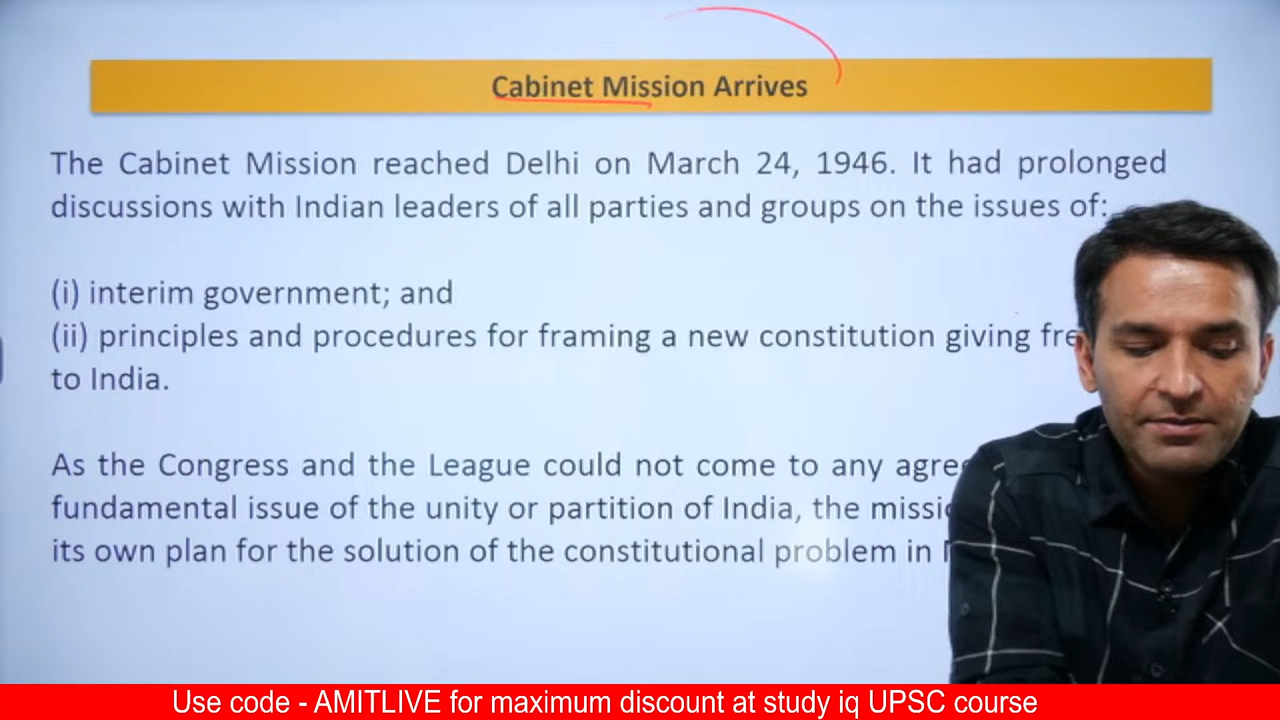 Cabinet Mission Arrives
The Cabinet Mission reached Delhi on March 24, 1946. It had prolonged
discussions with Indian leaders of all parties and groups on the issues of:
(i) interim government; and
(ii) principles and procedures for framing a new constitution giving
to India.
As the Congress and the League could not come to any
fundamental issue of the unity or partition of India, the
its own plan for the solution of the constitutional problem in
Use code - AMITLIVE for maximum discount at study iq UPSC course